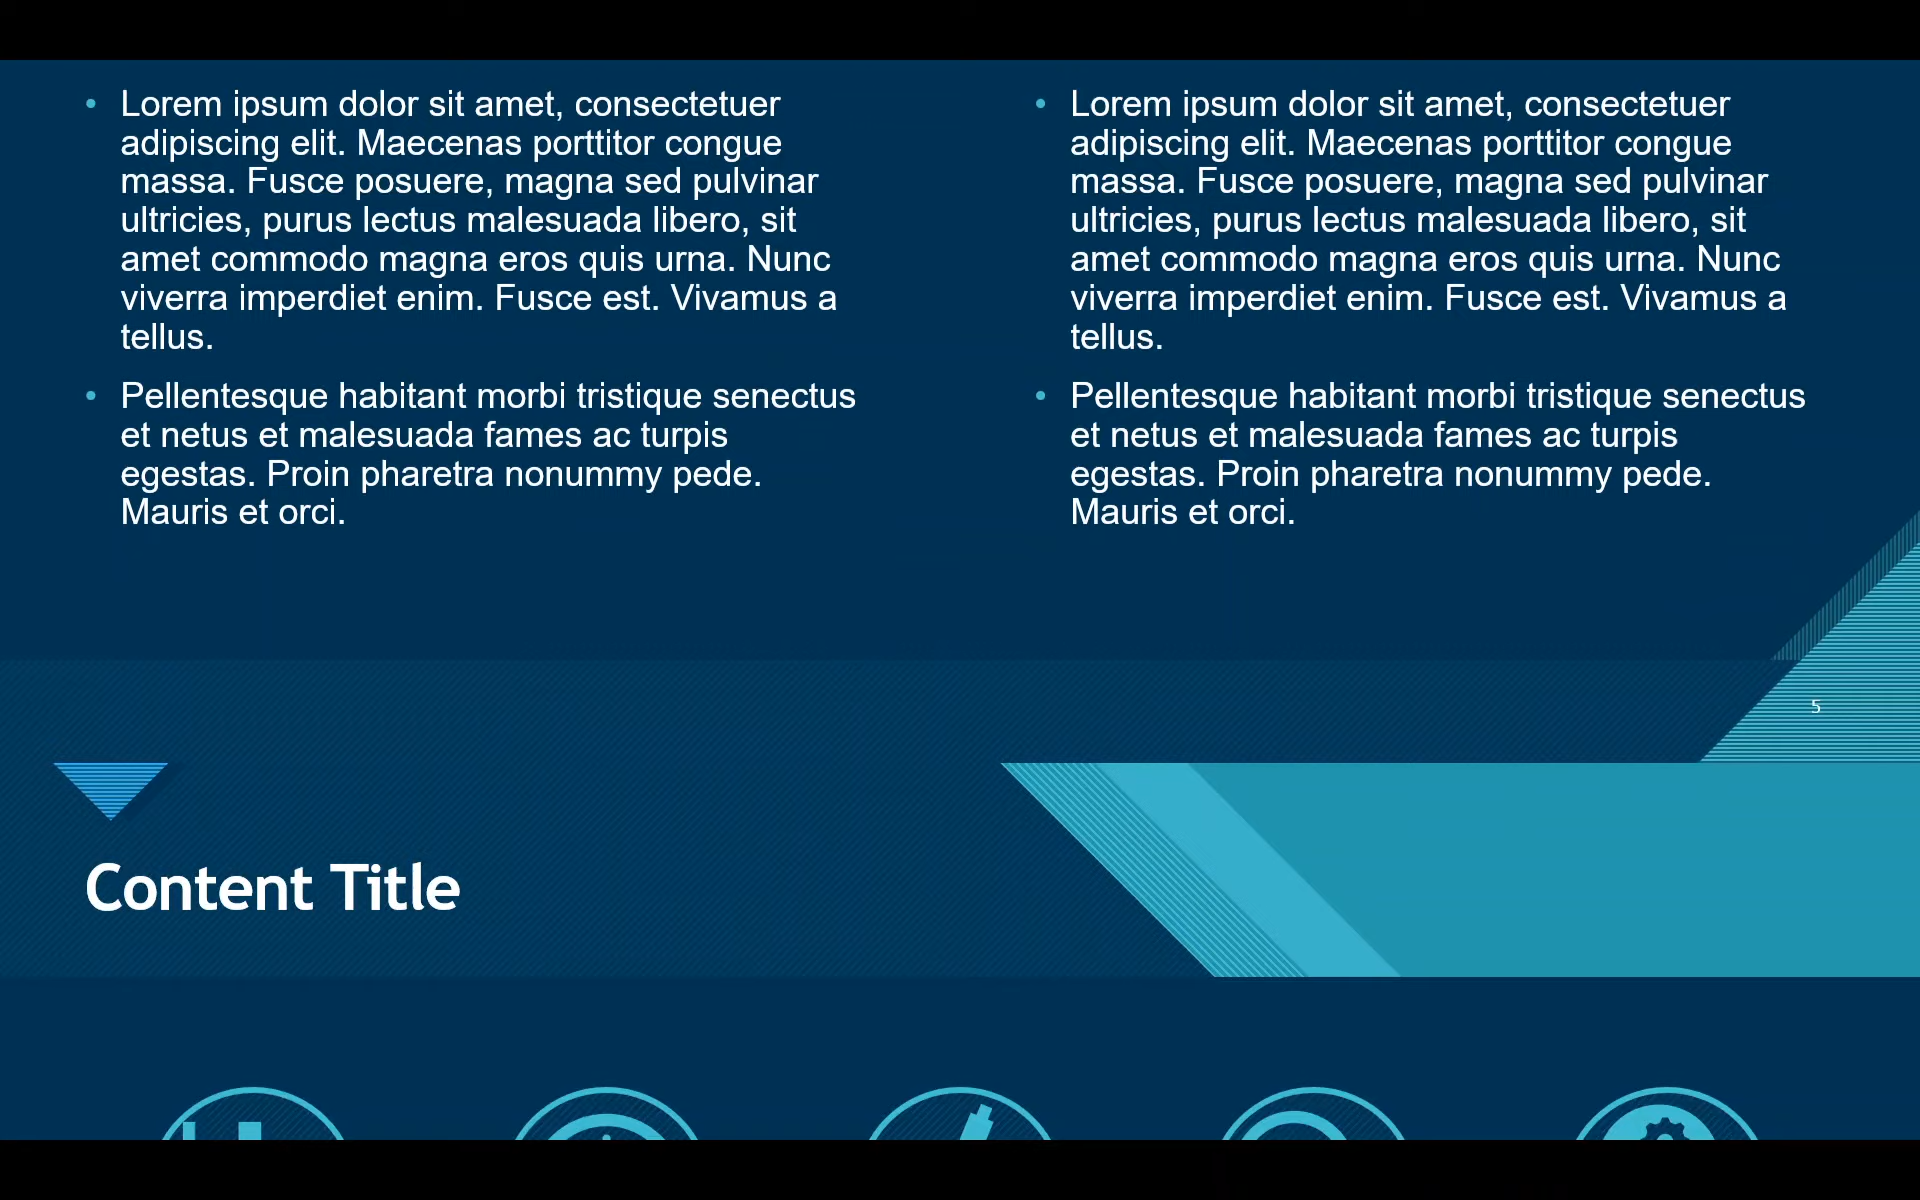 Lorem ipsum dolor sit amet, consectetuer
adipiscing elit. Maecenas porttitor congue
massa. Fusce posuere, magna sed pulvinar
ultricies, purus lectus malesuada libero, sit
amet commodo magna eros quis urna. Nunc
viverra imperdiet enim. Fusce est. Vivamus a
tellus.
Pellentesque habitant morbi tristique senectus
et netus et malesuada fames ac turpis
egestas. Proin pharetra nonummy pede.
Mauris et orci.
Lorem ipsum dolor sit amet, consectetuer
adipiscing elit. Maecenas porttitor congue
massa. Fusce posuere, magna sed pulvinar
ultricies, purus lectus malesuada libero, sit
amet commodo magna eros quis urna. Nunc
viverra imperdiet enim. Fusce est. Vivamus a
tellus.
Pellentesque habitant morbi tristique senectus
et netus et malesuada fames ac turpis
egestas. Proin pharetra nonummy pede.
Mauris et orci.
5
Content Title